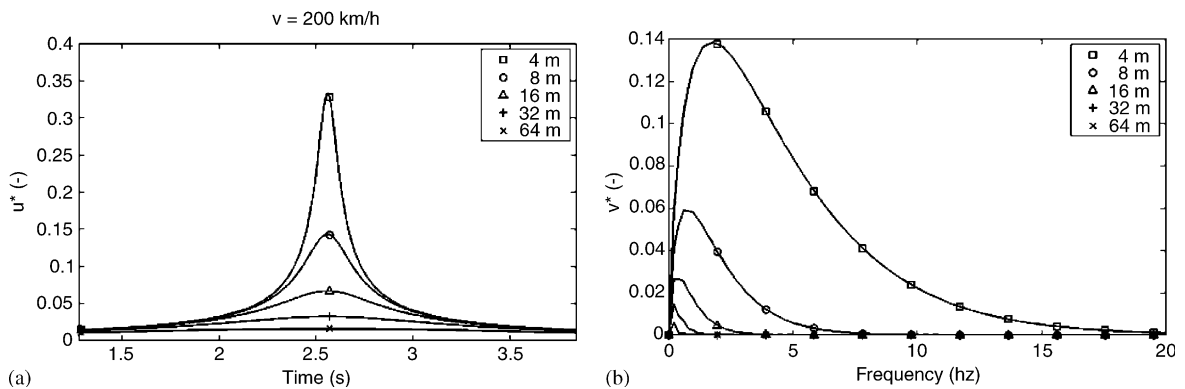 v = 200 km/h
0.4
0.35
0.3
0.25
0.2
0.15
0.1
0.05
0
u* (-)
1.5
2
2.5
3
3.5
Time (s)
4 m
8 m
16 m
32 m
64 m
(a)
0.14
0.12
0.1
0.08
0.06
0.04
0.02
0
v* (-)
0
5
10
15
20
Frequency (hz)
4 m
8 m
16 m
32 m
64 m
(b)